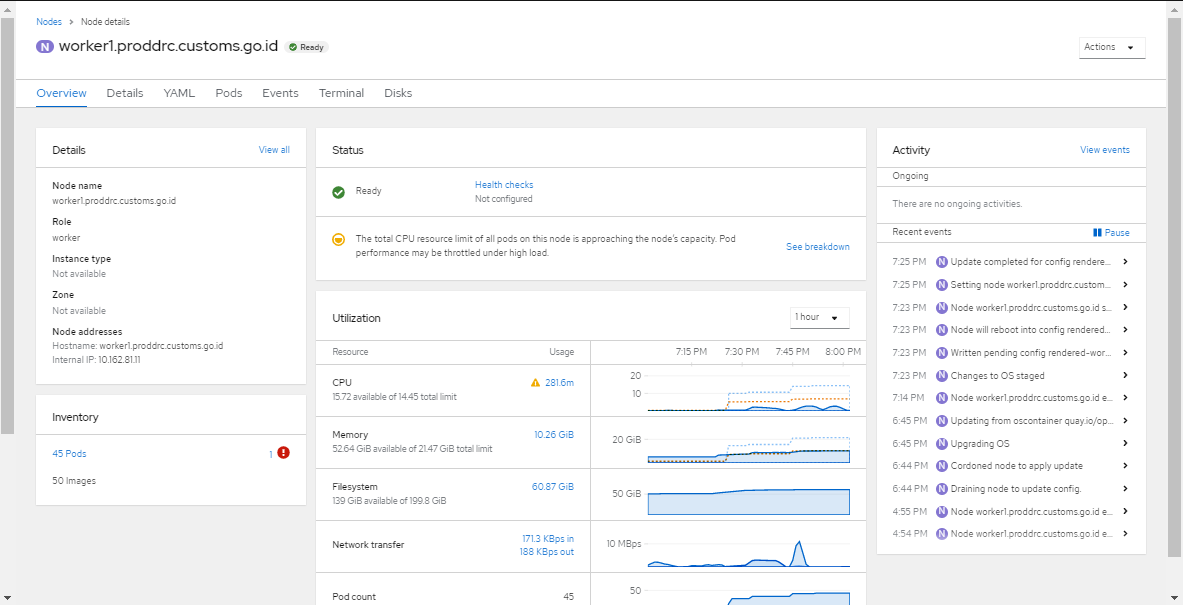 Nodes > Node details
N worker1.proddrc.customs.go.id Ready
Actions
Overview Details YAML Pods Events Terminal Disks
Details View all
Node name
worker1.proddrc.customs.go.id
Role
worker
Instance type
Not available
Zone
Not available
Node addresses
Hostname: worker1.proddrc.customs.go.id
Internal IP: 10.162.81.11
Inventory
45 Pods 1
50 Images
Status
Ready
Health checks
Not configured
The total CPU resource limit of all pods on this node is approaching the node's capacity. Pod
performance may be throttled under high load.
See breakdown
Utilization 1 hour
Resource Usage 7:15 PM 7:30 PM 7:45 PM 8:00 PM
CPU 281.6m
15.72 available of 14.45 total limit
20
10
Memory 10.26 GiB
52.64 GiB available of 21.47 GiB total limit
20 GiB
Filesystem 60.87 GiB
139 GiB available of 199.8 GiB
50 GiB
Network transfer
171.3 KBps in
188 KBps out
10 MBps
Pod count 45
50
Activity View events
Ongoing
There are no ongoing activities.
Recent events Pause
7:25 PM N Update completed for config rendere...
7:25 PM N Setting node worker1.proddrc.custom...
7:23 PM N Node worker1.proddrc.customs.go.id s...
7:23 PM N Node will reboot into config rendered...
7:23 PM N Written pending config rendered-wor...
7:23 PM N Changes to OS staged
7:14 PM N Node worker1.proddrc.customs.go.id e...
6:45 PM N Updating from oscontainer quay.io/op...
6:45 PM N Upgrading OS
6:44 PM N Cordoned node to apply update
6:44 PM N Draining node to update config.
4:55 PM N Node worker1.proddrc.customs.go.id e...
4:54 PM N Node worker1.proddrc.customs.go.id e...